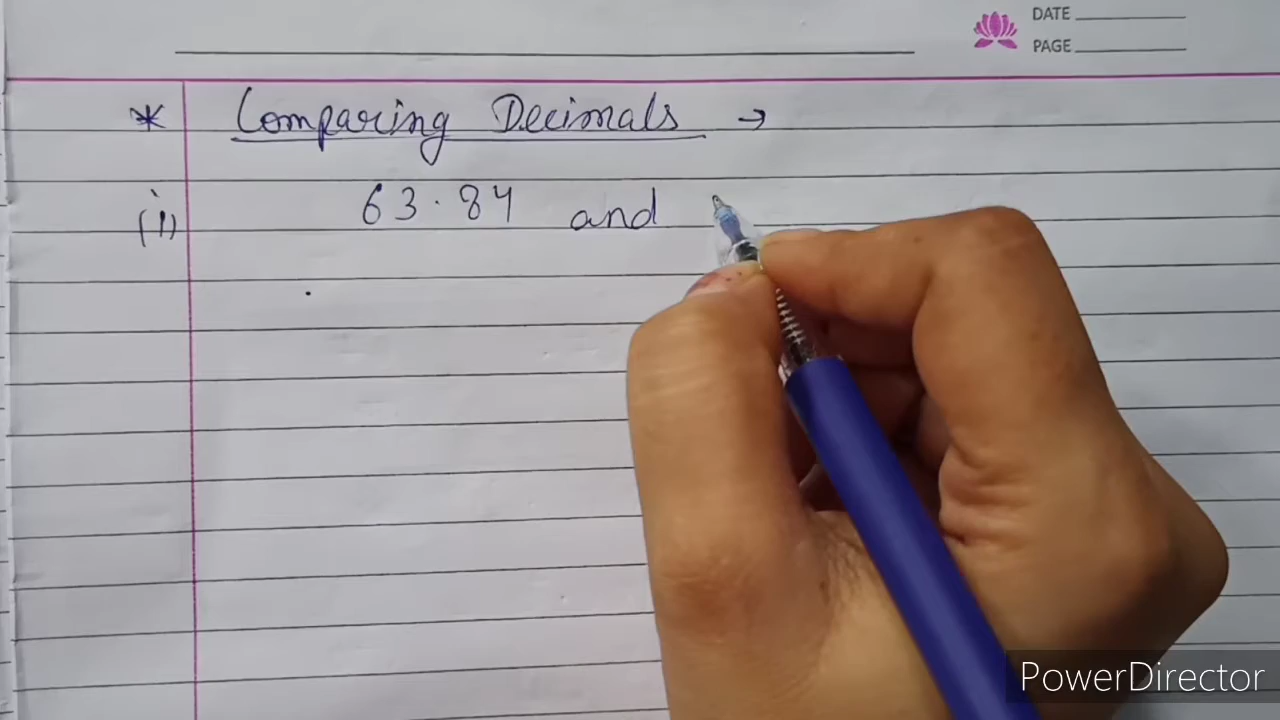 DATE
PAGE
* Comparing Decimals →
(i) 63.84 and
PowerDirector